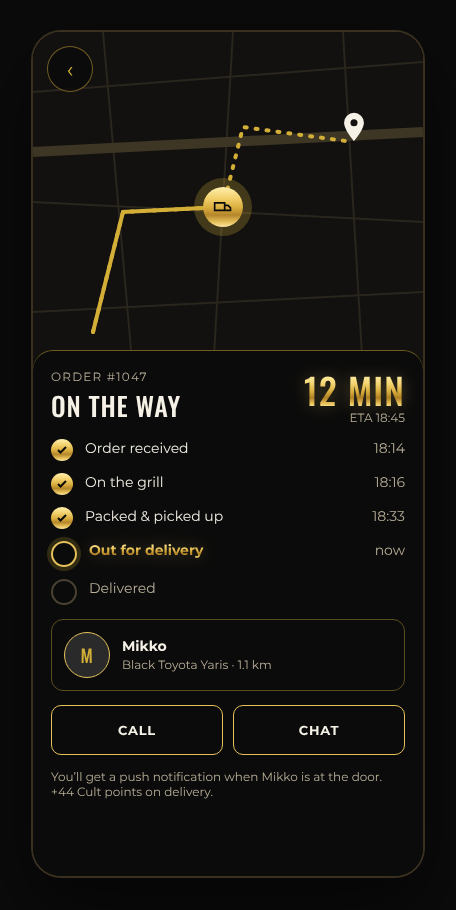 ‹
ORDER #1047
ON THE WAY
12 MIN
ETA 18:45
Order received 18:14
On the grill 18:16
Packed & picked up 18:33
Out for delivery now
Delivered
M
Mikko
Black Toyota Yaris · 1.1 km
CALL
CHAT
You’ll get a push notification when Mikko is at the door.
+44 Cult points on delivery.